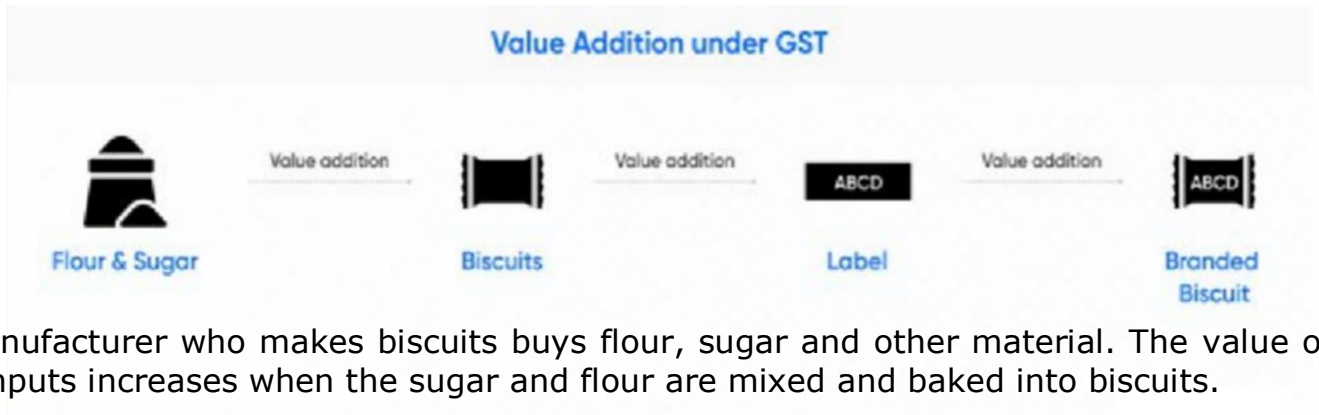 Value Addition under GST
Value addition Value addition Value addition
ABCD ABCD
Flour & Sugar Biscuits Label Branded
Biscuit
nufacturer who makes biscuits buys flour, sugar and other material. The value o
nputs increases when the sugar and flour are mixed and baked into biscuits.